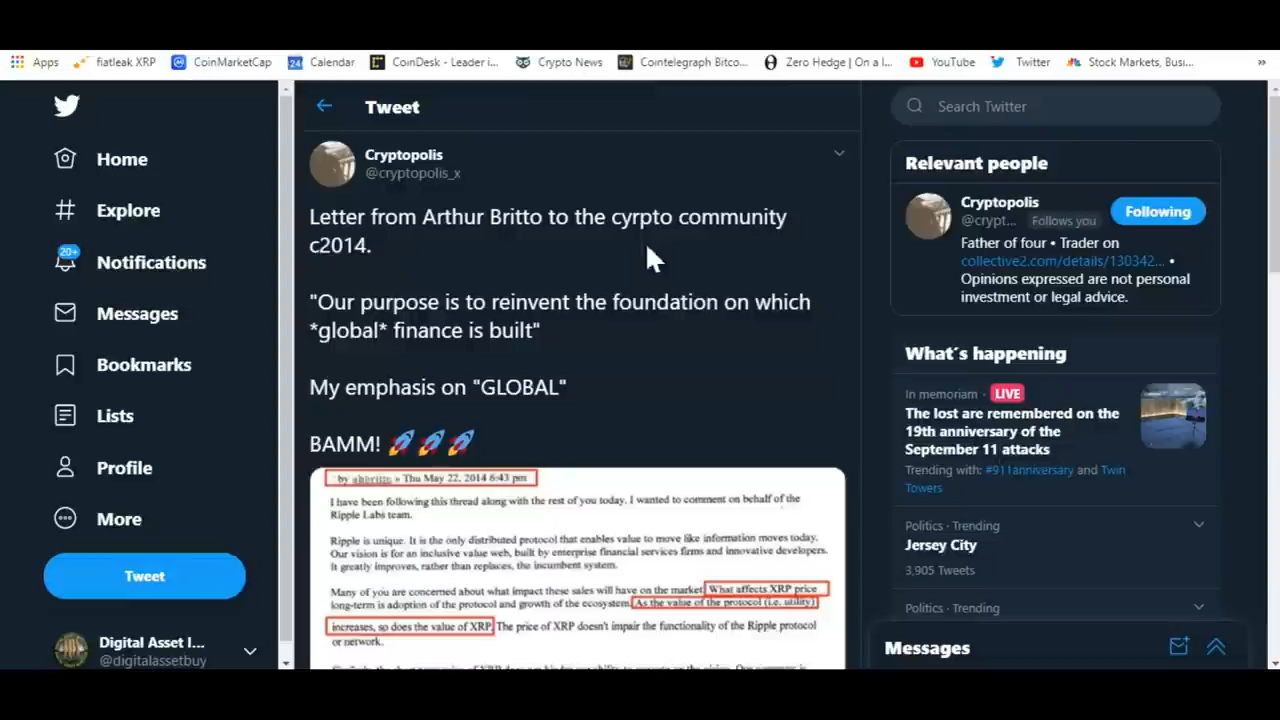 Apps fiatleak XRP CoinMarketCap Calendar CoinDesk - Leader i... Crypto News Cointelegraph Bitco... Zero Hedge | On a l... YouTube Twitter Stock Markets, Busi... »
Home
Explore
20+
Notifications
Messages
Bookmarks
Lists
Profile
More
Tweet
Digital Asset I...
@digitalassetbuy
Tweet
Cryptopolis
@cryptopolis_x
Letter from Arthur Britto to the cyrpto community
c2014.
"Our purpose is to reinvent the foundation on which
*global* finance is built"
My emphasis on "GLOBAL"
BAMM! 🚀🚀🚀
by ahbritto » Thu May 22, 2014 6:43 pm
I have been following this thread along with the rest of you today. I wanted to comment on behalf of the
Ripple Labs team.
Ripple is unique. It is the only distributed protocol that enables value to move like information moves today.
Our vision is for an inclusive value web, built by enterprise financial services firms and innovative developers.
It greatly improves, rather than replaces, the incumbent system.
Many of you are concerned about what impact these sales will have on the market. What affects XRP price
long-term is adoption of the protocol and growth of the ecosystem. As the value of the protocol (i.e. utility)
increases, so does the value of XRP. The price of XRP doesn't impair the functionality of the Ripple protocol
or network.
Search Twitter
Relevant people
Cryptopolis
@crypt... Follows you
Following
Father of four • Trader on
collective2.com/details/130342... •
Opinions expressed are not personal
investment or legal advice.
What's happening
In memoriam · LIVE
The lost are remembered on the
19th anniversary of the
September 11 attacks
Trending with: #911anniversary and Twin
Towers
Politics · Trending
Jersey City
3,905 Tweets
Politics · Trending
Messages